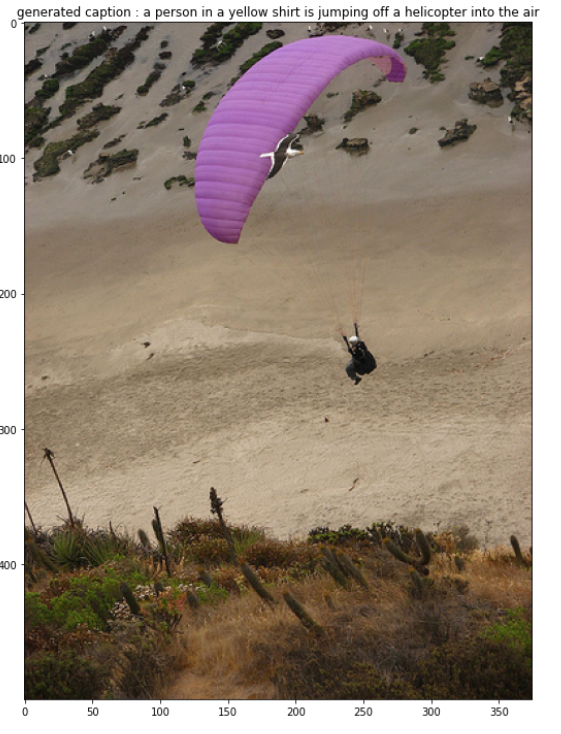 generated caption : a person in a yellow shirt is jumping off a helicopter into the air
0
100
200
300
400
0 50 100 150 200 250 300 350